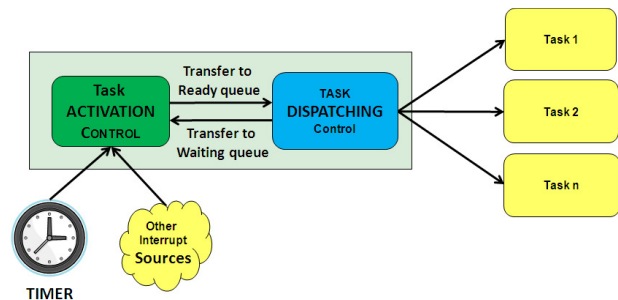 Task
ACTIVATION
CONTROL
Transfer to
Ready queue
Transfer to
Waiting queue
TASK
DISPATCHING
Control
Task 1
Task 2
Task n
Other
Interrupt
Sources
TIMER